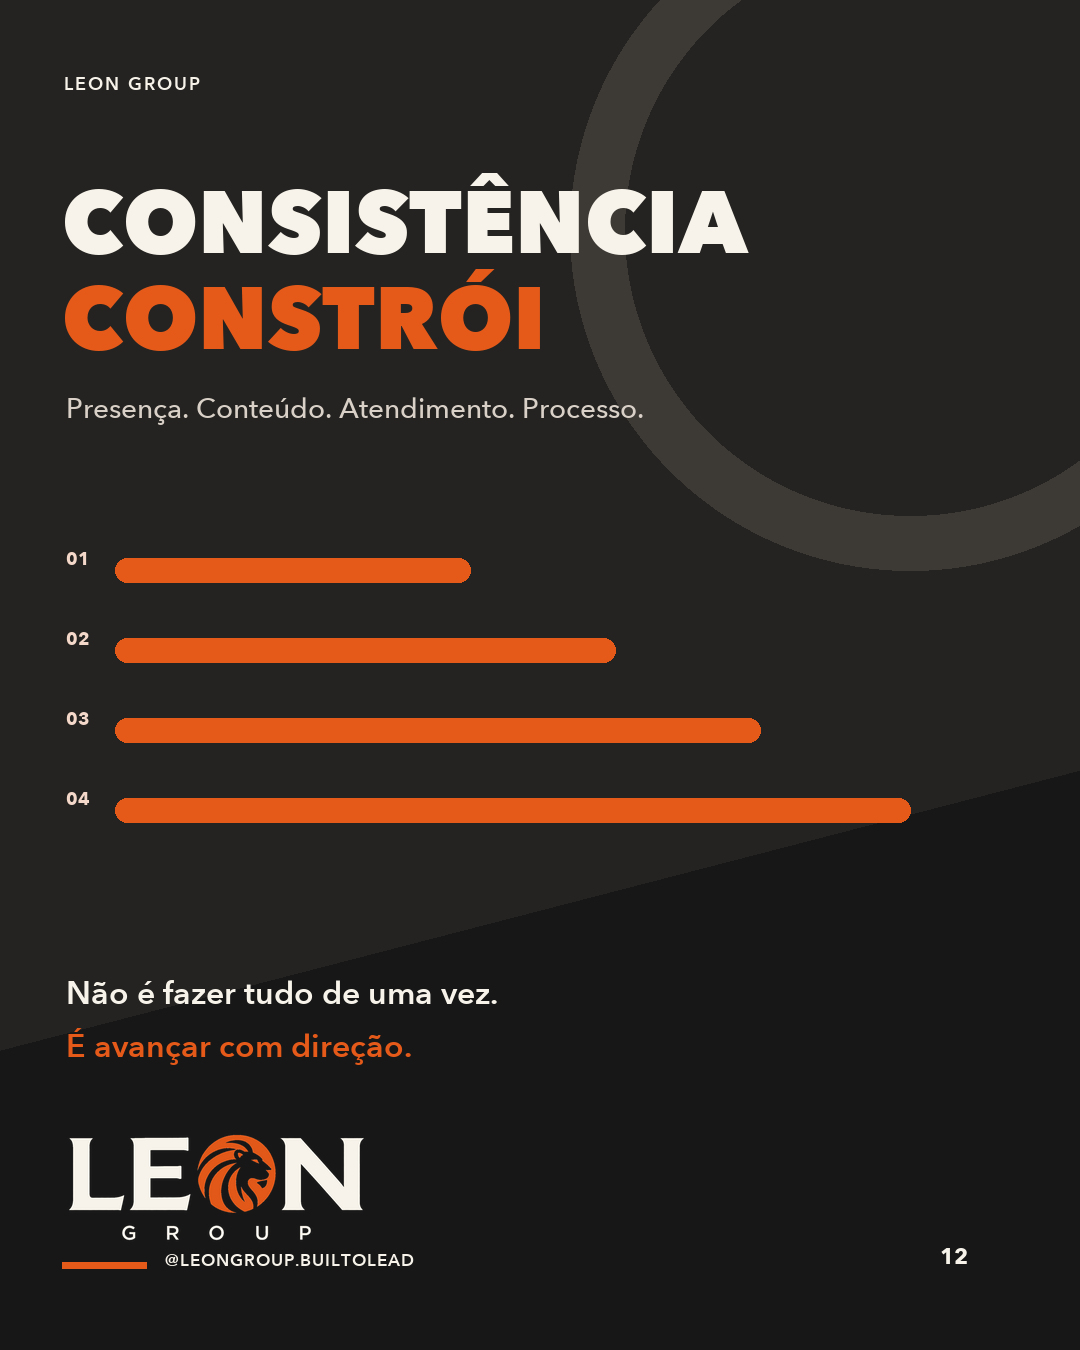 LEON GROUP
CONSISTÊNCIA
CONSTRÓI
Presença. Conteúdo. Atendimento. Processo.
01
02
03
04
Não é fazer tudo de uma vez.
É avançar com direção.
LEON
GROUP
@LEONGROUP.BUILTOLEAD
12